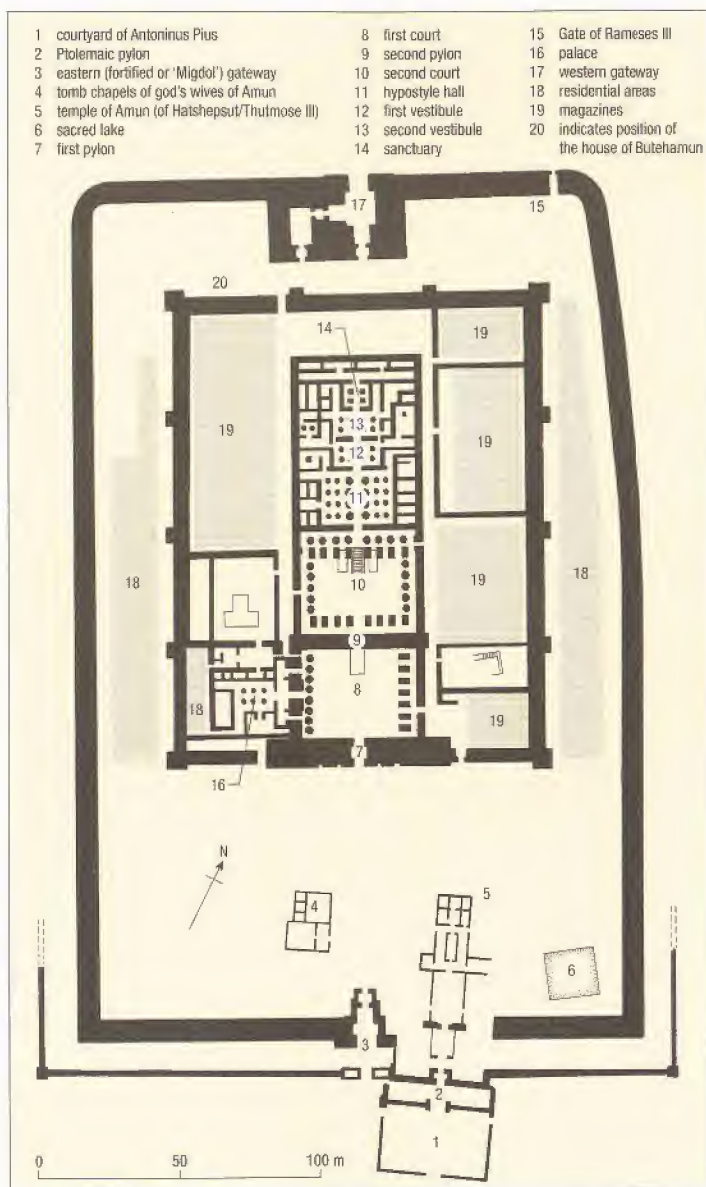 1 courtyard of Antoninus Pius
2 Ptolemaic pylon
3 eastern (fortified or 'Migdol') gateway
4 tomb chapels of god's wives of Amun
5 temple of Amun (of Hatshepsut/Thutmose III)
6 sacred lake
7 first pylon
8 first court
9 second pylon
10 second court
11 hypostyle hall
12 first vestibule
13 second vestibule
14 sanctuary
15 Gate of Rameses III
16 palace
17 western gateway
18 residential areas
19 magazines
20 indicates position of
the house of Butehamun
17
15
20
14
19
13
19
12
19
11
18
10
19
18
9
8
18
19
7
16
N
5
4
6
3
2
1
0 50 100 m